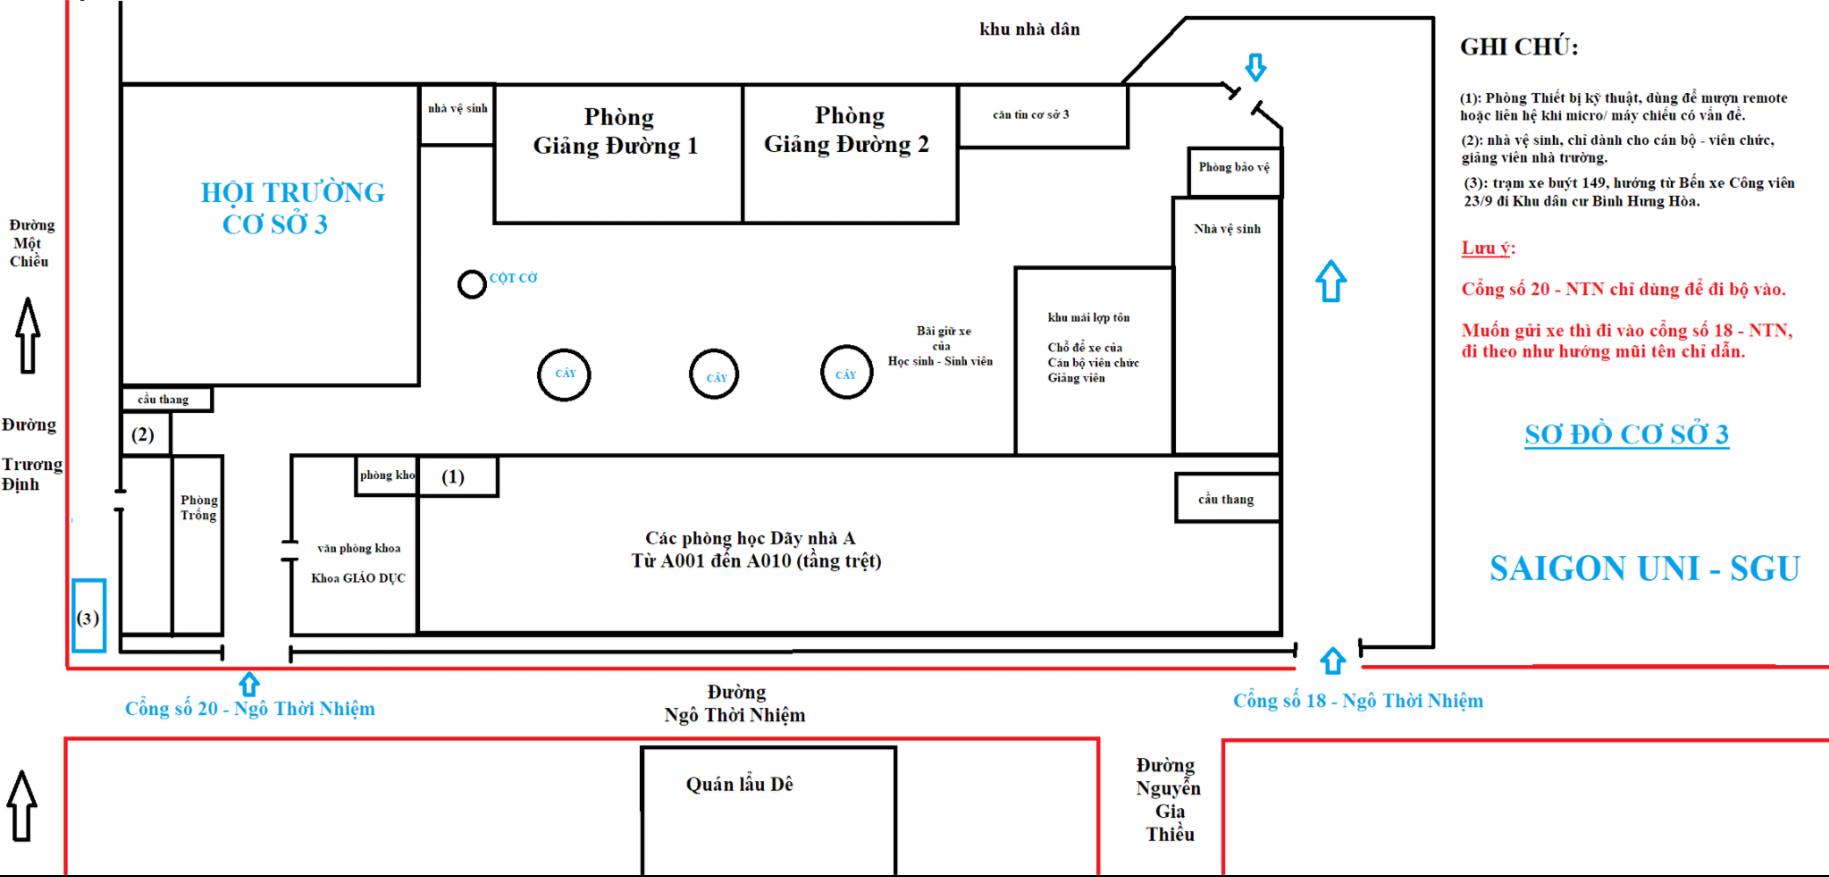 khu nhà dân
GHI CHÚ:
(1): Phòng Thiết bị kỹ thuật, dùng để mượn remote
hoặc liên hệ khi micro/ máy chiếu có vấn đề.
(2): nhà vệ sinh, chỉ dành cho cán bộ - viên chức,
giảng viên nhà trường.
(3): trạm xe buýt 149, hướng từ Bến xe Công viên
23/9 đi Khu dân cư Bình Hưng Hòa.
Lưu ý:
Cổng số 20 - NTN chỉ dùng để đi bộ vào.
Muốn gửi xe thì đi vào cổng số 18 - NTN,
đi theo như hướng mũi tên chỉ dẫn.
SƠ ĐỒ CƠ SỞ 3
SAIGON UNI - SGU
HỘI TRƯỜNG
CƠ SỞ 3
nhà vệ sinh
Phòng
Giảng Đường 1
Phòng
Giảng Đường 2
căn tin cơ sở 3
Phòng bảo vệ
Nhà vệ sinh
Đường
Một
Chiều
CỘT CỜ
CÂY
CÂY
CÂY
Bãi giữ xe
của
Học sinh - Sinh viên
khu mái lợp tôn
Chỗ để xe của
Cán bộ viên chức
Giảng viên
cầu thang
(2)
Đường
Trương
Định
Phòng
Trống
phòng kho
(1)
văn phòng khoa
Khoa GIÁO DỤC
Các phòng học Dãy nhà A
Từ A001 đến A010 (tầng trệt)
cầu thang
(3)
Cổng số 20 - Ngô Thời Nhiệm
Đường
Ngô Thời Nhiệm
Cổng số 18 - Ngô Thời Nhiệm
Quán lẩu Dê
Đường
Nguyễn
Gia
Thiều